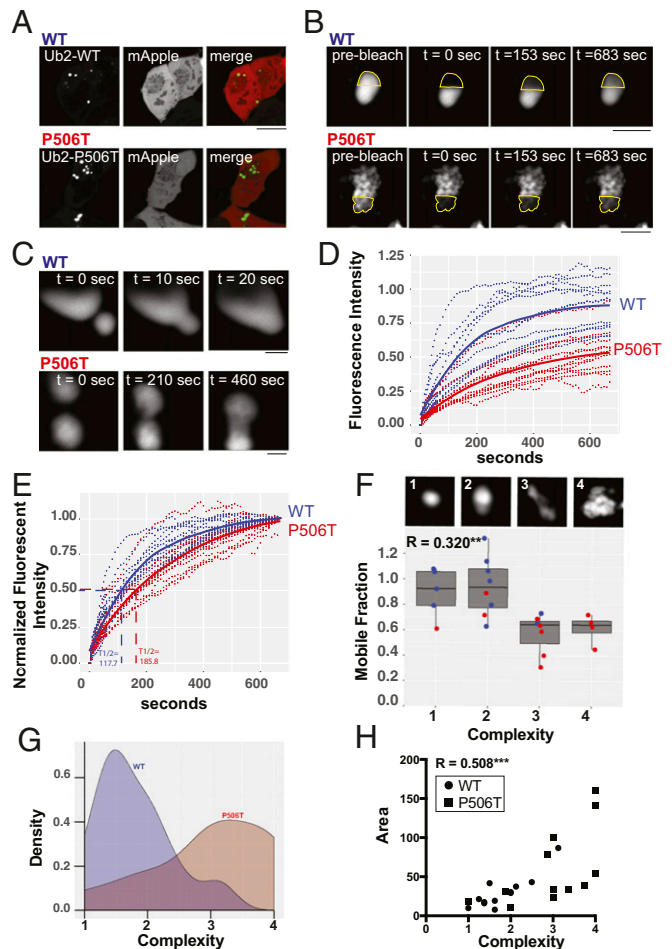 A
WT
Ub2-WT mApple merge
P506T
Ub2-P506T mApple merge
B
WT
pre-bleach t = 0 sec t = 153 sec t = 683 sec
P506T
pre-bleach t =0 sec t =153 sec t = 683 sec
C
WT
t = 0 sec t = 10 sec t = 20 sec
P506T
t = 0 sec t = 210 sec t = 460 sec
D
Fluorescence Intensity
1.25
1.00
0.75
0.50
0.25
0.00
WT
P506T
0 200 400 600
seconds
E
Normalized Fluorescent
Intensity
1.00
0.75
0.50
0.25
0.00
WT
P506T
T1/2=
117.7
T1/2=
185.8
0 200 400 600
seconds
F
1 2 3 4
R = 0.320**
Mobile Fraction
1.4
1.2
1.0
0.8
0.6
0.4
0.2
0.0
1 2 3 4
Complexity
G
Density
0.6
0.4
0.2
0.0
WT
P506T
1 2 3 4
Complexity
H
R = 0.508***
WT
P506T
Area
200
150
100
50
0
0 1 2 3 4
Complexity